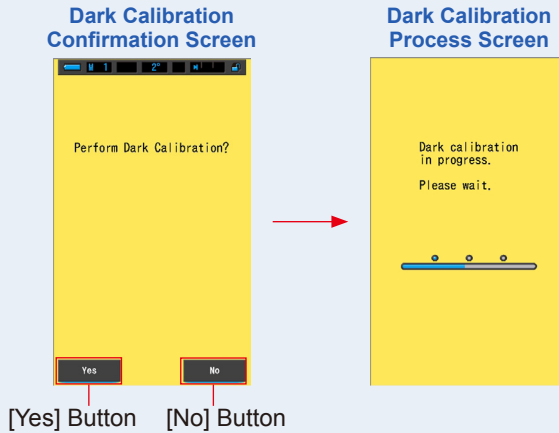 Dark Calibration
Confirmation Screen
M 1 2°
Perform Dark Calibration?
Yes No
[Yes] Button [No] Button
Dark Calibration
Process Screen
Dark calibration
in progress.
Please wait.